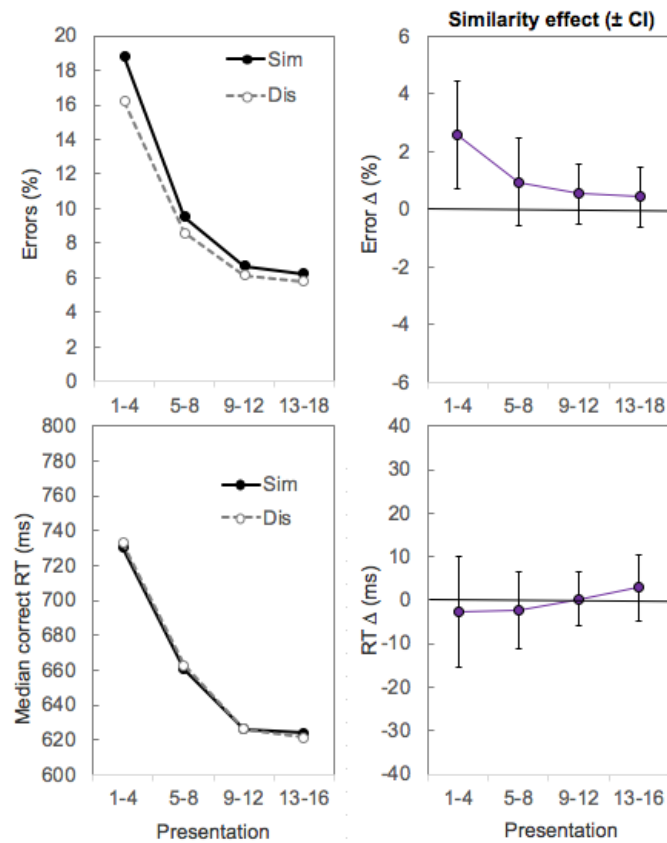 Similarity effect (± CI)
Errors (%)
20
18
16
14
12
10
8
6
4
2
0
Sim
Dis
1-4 5-8 9-12 13-18
Error Δ (%)
6
4
2
0
-2
-4
-6
1-4 5-8 9-12 13-18
Median correct RT (ms)
800
780
760
740
720
700
680
660
640
620
600
Sim
Dis
1-4 5-8 9-12 13-16
Presentation
RT Δ (ms)
40
30
20
10
0
-10
-20
-30
-40
1-4 5-8 9-12 13-16
Presentation